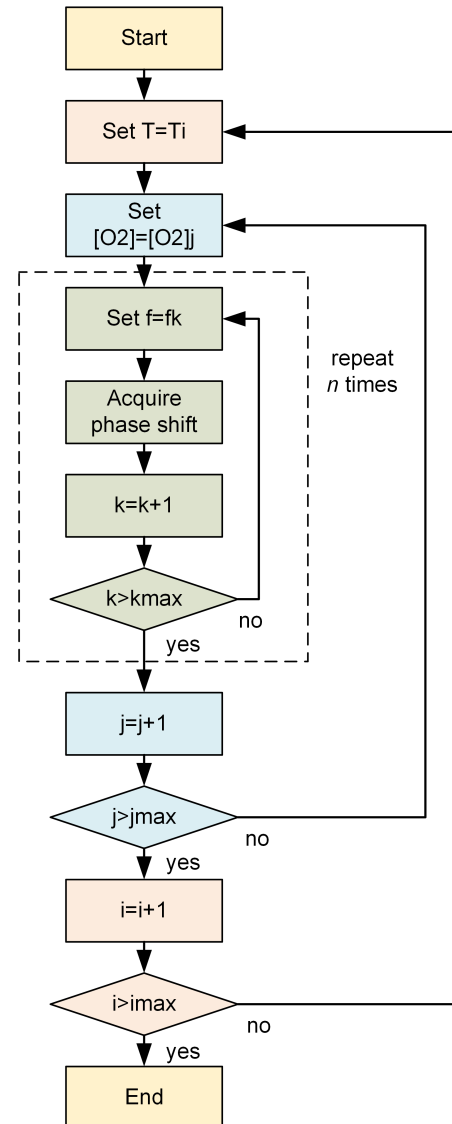 Start
Set T=Ti
Set
[O2]=[O2]j
Set f=fk
repeat
n times
Acquire
phase shift
k=k+1
k>kmax
no
yes
j=j+1
j>jmax
no
yes
i=i+1
i>imax
no
yes
End